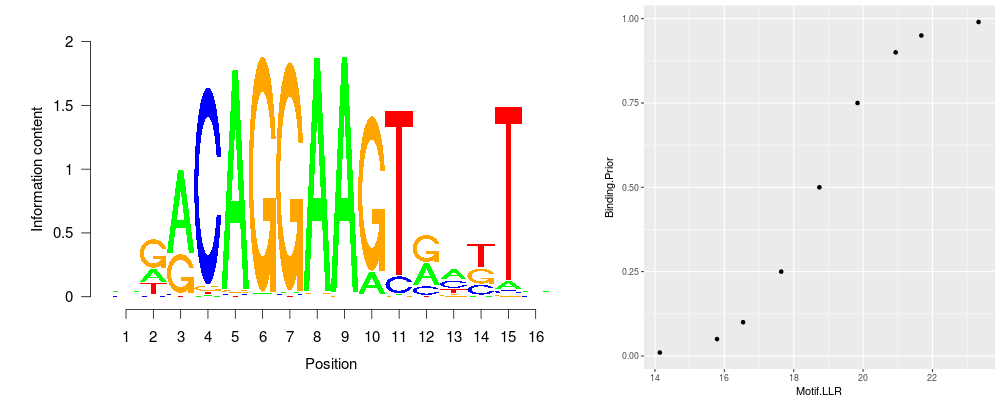 2
1.5
1
0.5
0
Information content
G A T
A G
C
A
G
G
A
A
G A
T C
G A C
A C T
T G C
T A
1 2 3 4 5 6 7 8 9 10 11 12 13 14 15 16
Position
1.00
0.75
0.50
0.25
0.00
Binding.Prior
14 16 18 20 22
Motif.LLR